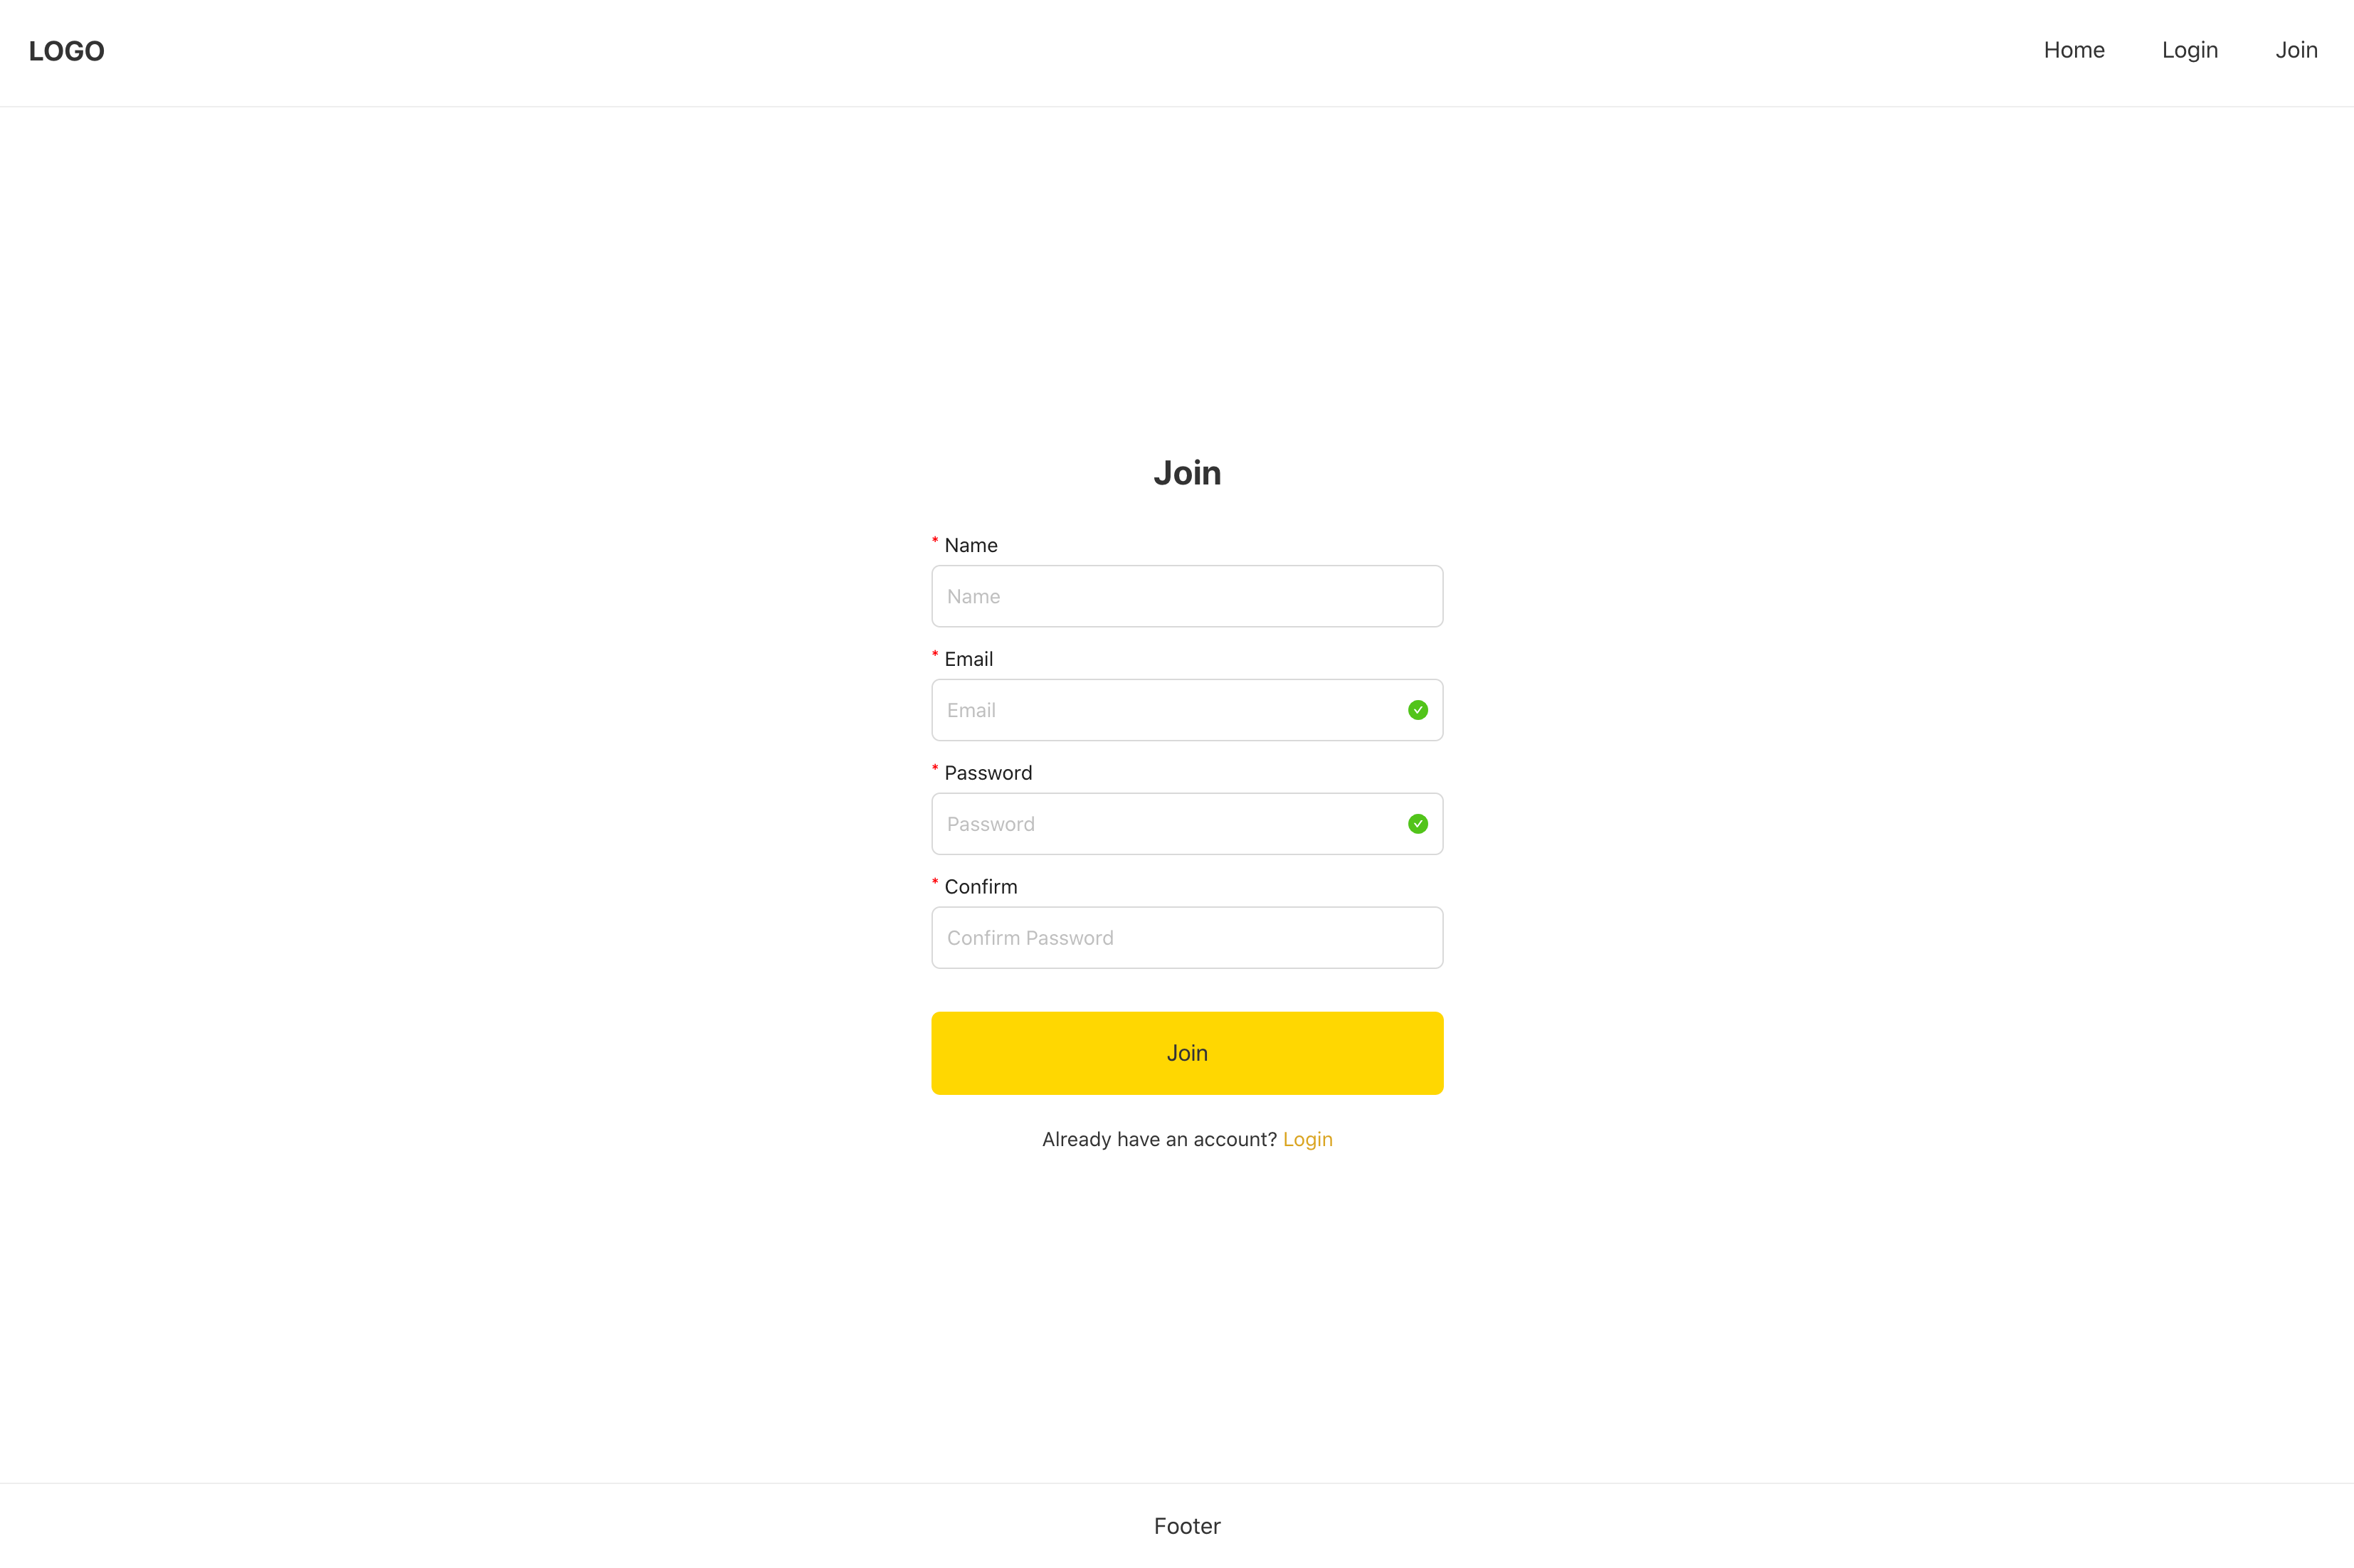 LOGO
Home Login Join
Join
* Name
Name
* Email
Email
* Password
Password
* Confirm
Confirm Password
Join
Already have an account? Login
Footer